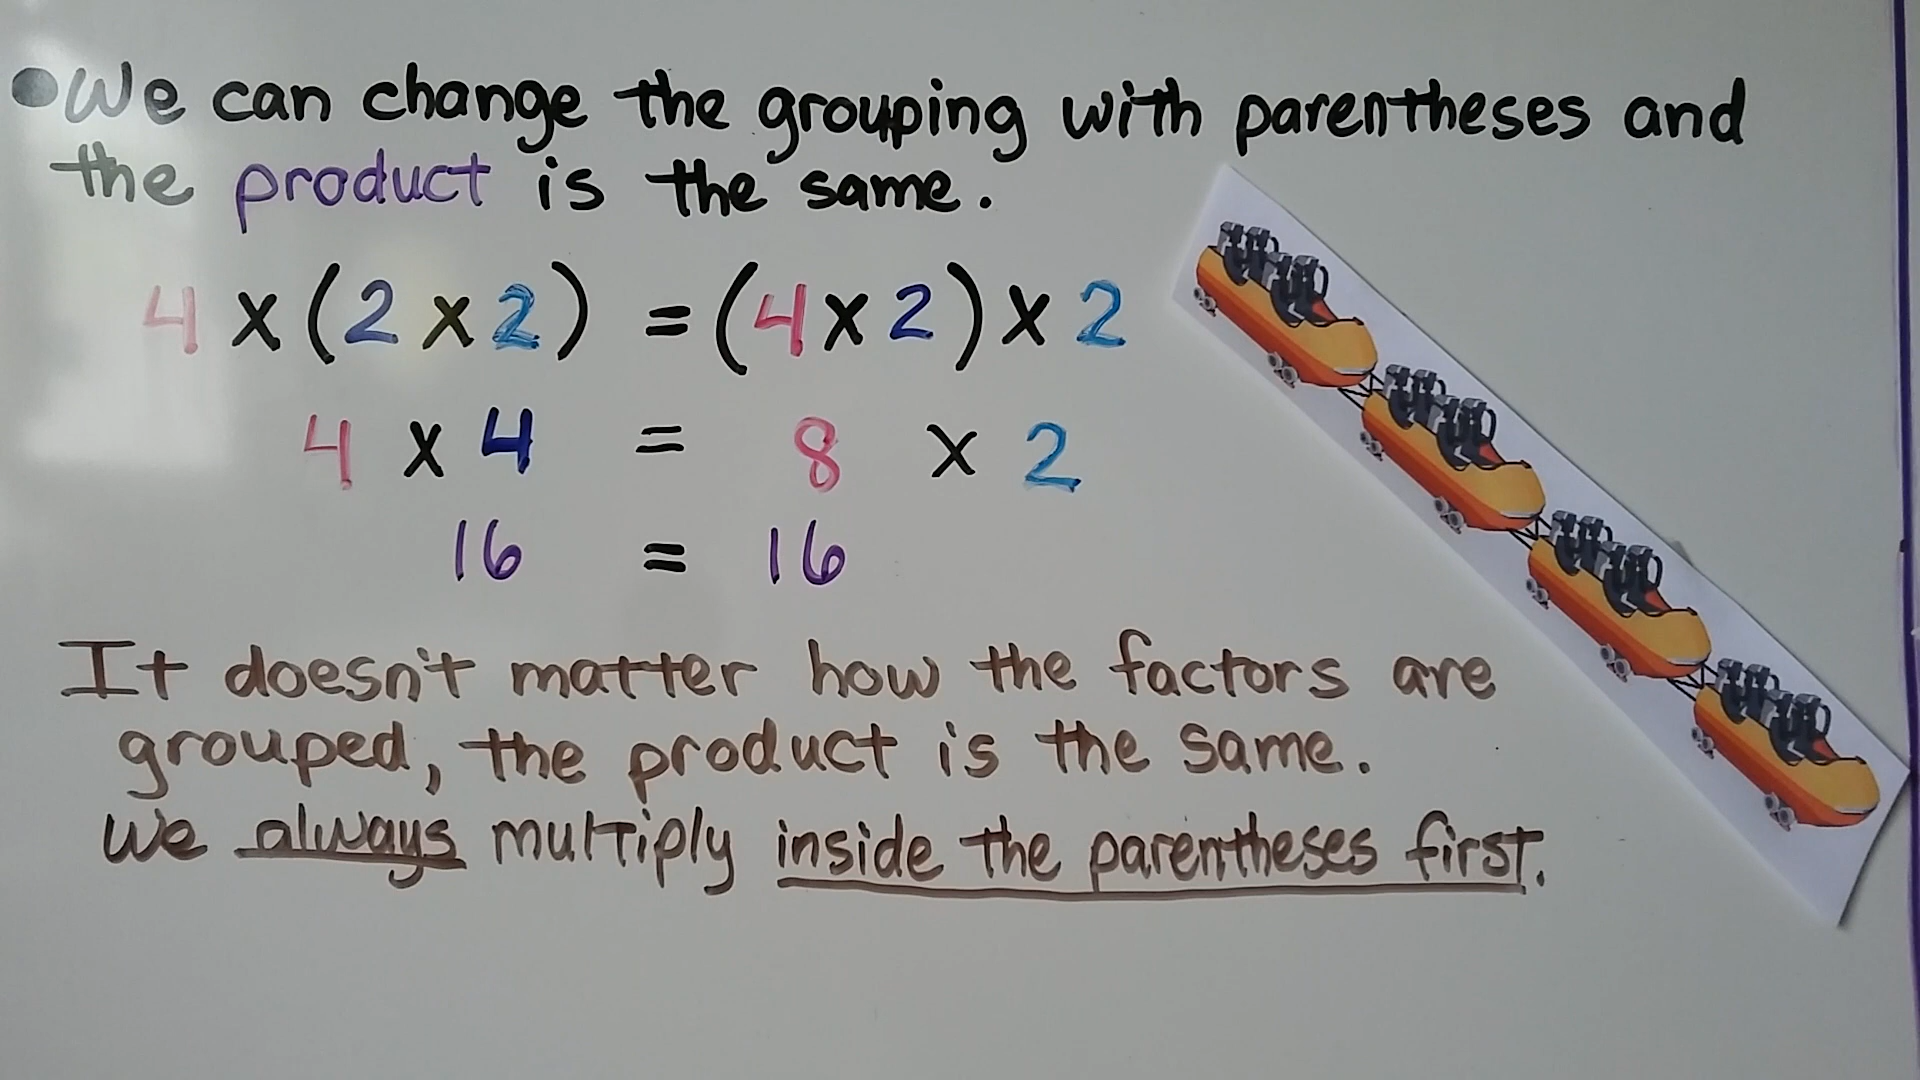 •We can change the grouping with parentheses and
the product is the same.
4 x (2 x 2) = (4 x 2) x 2
4 x 4 = 8 x 2
16 = 16
It doesn't matter how the factors are
grouped, the product is the same.
We always multiply inside the parentheses first.